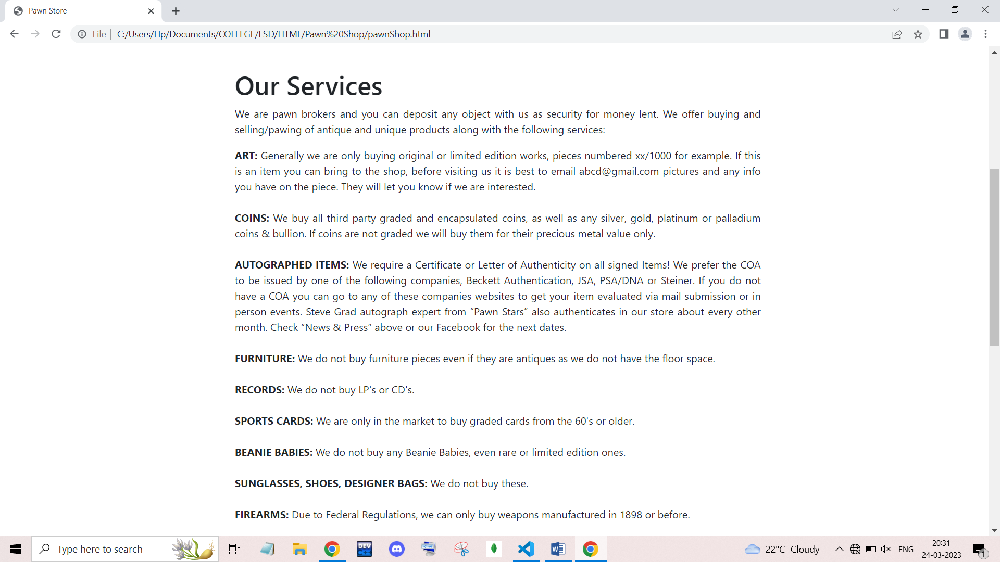 Pawn Store
File
C:/Users/Hp/Documents/COLLEGE/FSD/HTML/Pawn%20Shop/pawnShop.html
Our Services
We are pawn brokers and you can deposit any object with us as security for money lent. We offer buying and
selling/pawing of antique and unique products along with the following services:
ART: Generally we are only buying original or limited edition works, pieces numbered xx/1000 for example. If this
is an item you can bring to the shop, before visiting us it is best to email abcd@gmail.com pictures and any info
you have on the piece. They will let you know if we are interested.
COINS: We buy all third party graded and encapsulated coins, as well as any silver, gold, platinum or palladium
coins & bullion. If coins are not graded we will buy them for their precious metal value only.
AUTOGRAPHED ITEMS: We require a Certificate or Letter of Authenticity on all signed Items! We prefer the COA
to be issued by one of the following companies, Beckett Authentication, JSA, PSA/DNA or Steiner. If you do not
have a COA you can go to any of these companies websites to get your item evaluated via mail submission or in
person events. Steve Grad autograph expert from “Pawn Stars” also authenticates in our store about every other
month. Check “News & Press” above or our Facebook for the next dates.
FURNITURE: We do not buy furniture pieces even if they are antiques as we do not have the floor space.
RECORDS: We do not buy LP's or CD's.
SPORTS CARDS: We are only in the market to buy graded cards from the 60's or older.
BEANIE BABIES: We do not buy any Beanie Babies, even rare or limited edition ones.
SUNGLASSES, SHOES, DESIGNER BAGS: We do not buy these.
FIREARMS: Due to Federal Regulations, we can only buy weapons manufactured in 1898 or before.
Type here to search
DEV
C++
22°C Cloudy
ENG
20:31
24-03-2023
1